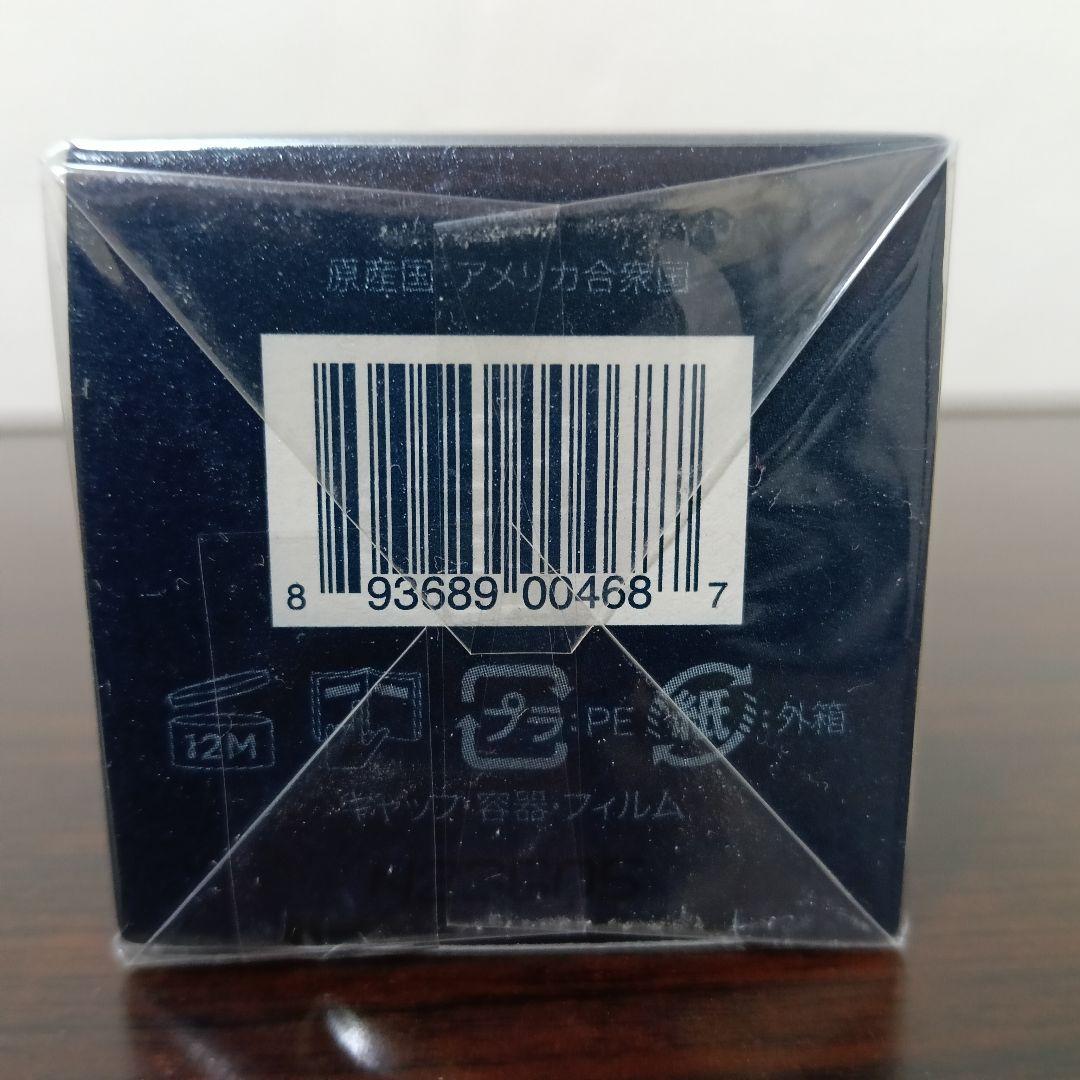 原産国 アメリカ合衆国
8 93689 00468 7
12M プラ :PE 紙 :外箱
キャップ・容器・フィルム